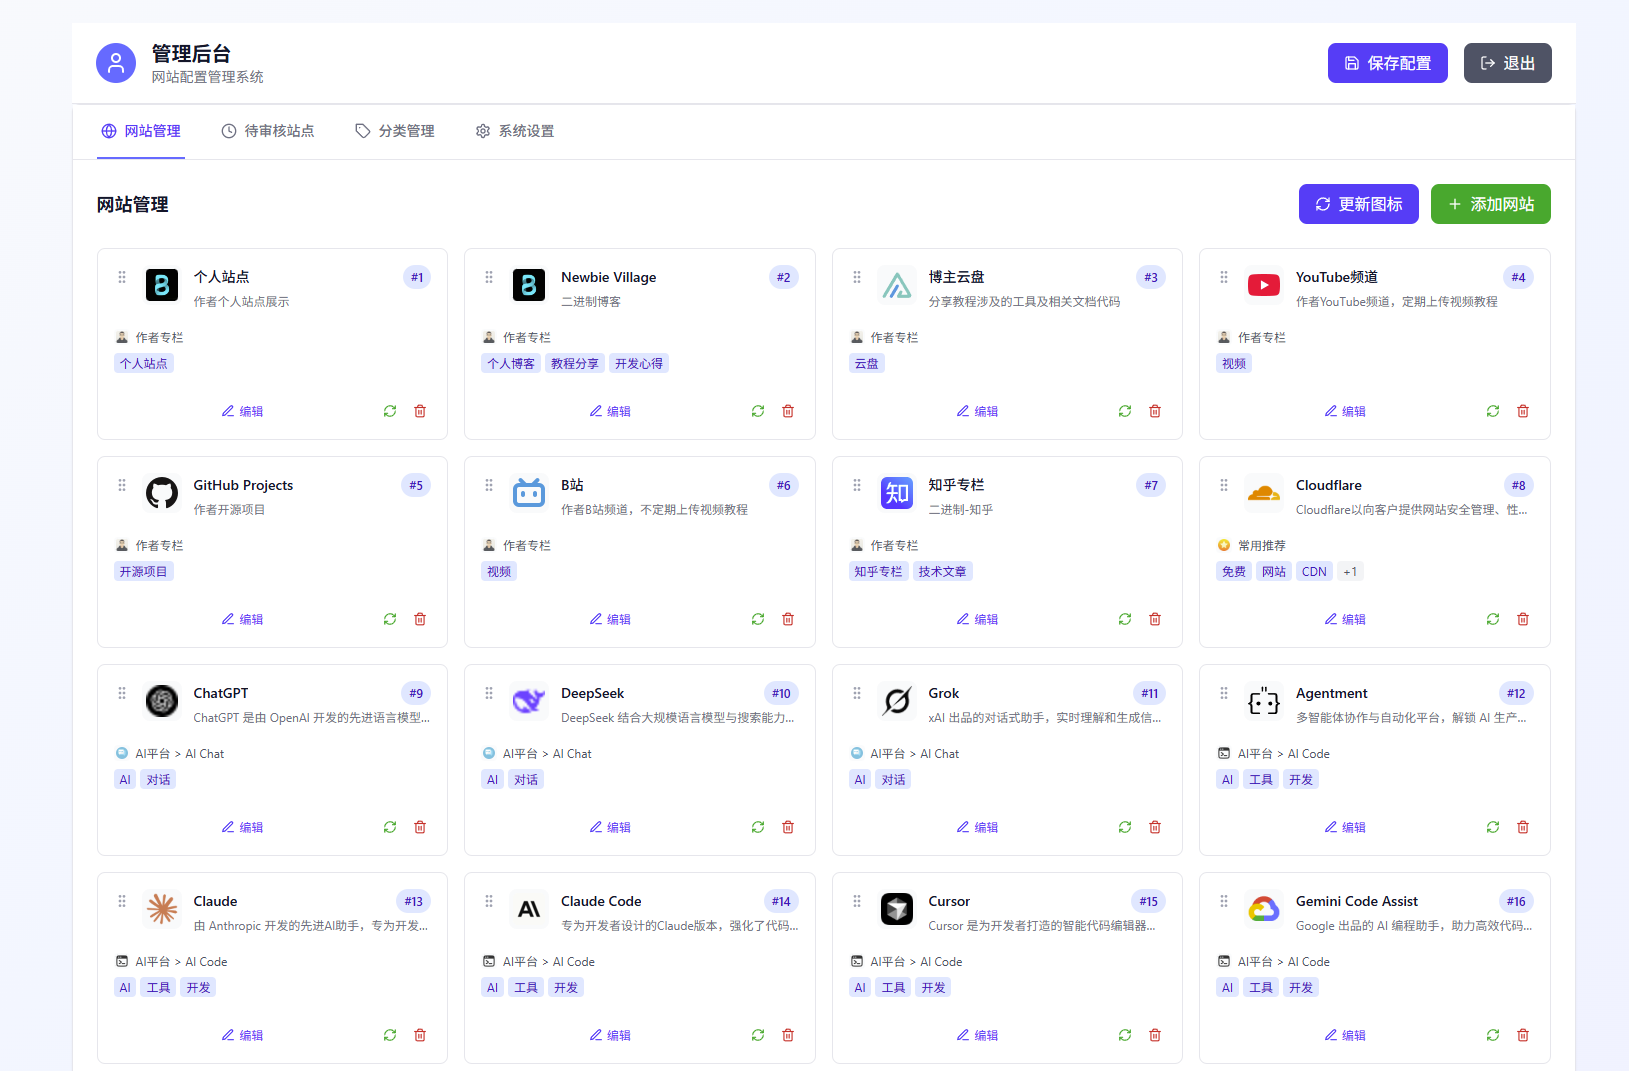 管理后台
网站配置管理系统
保存配置
退出
网站管理
待审核站点
分类管理
系统设置
网站管理
更新图标
添加网站
个人站点
#1
作者个人站点展示
作者专栏
个人站点
编辑
Newbie Village
#2
二进制博客
作者专栏
个人博客 教程分享 开发心得
编辑
博主云盘
#3
分享教程涉及的工具及相关文档代码
作者专栏
云盘
编辑
YouTube频道
#4
作者YouTube频道，定期上传视频教程
作者专栏
视频
编辑
GitHub Projects
#5
作者开源项目
作者专栏
开源项目
编辑
B站
#6
作者B站频道，不定期上传视频教程
作者专栏
视频
编辑
知
知乎专栏
#7
二进制-知乎
作者专栏
知乎专栏 技术文章
编辑
Cloudflare
#8
Cloudflare以向客户提供网站安全管理、性...
常用推荐
免费 网站 CDN +1
编辑
ChatGPT
#9
ChatGPT 是由 OpenAI 开发的先进语言模型...
AI平台 > AI Chat
AI 对话
编辑
DeepSeek
#10
DeepSeek 结合大规模语言模型与搜索能力...
AI平台 > AI Chat
AI 对话
编辑
Grok
#11
xAI 出品的对话式助手，实时理解和生成信...
AI平台 > AI Chat
AI 对话
编辑
Agentment
#12
多智能体协作与自动化平台，解锁 AI 生产...
AI平台 > AI Code
AI 工具 开发
编辑
Claude
#13
由 Anthropic 开发的先进AI助手，专为开发...
AI平台 > AI Code
AI 工具 开发
编辑
Claude Code
#14
专为开发者设计的Claude版本，强化了代码...
AI平台 > AI Code
AI 工具 开发
编辑
Cursor
#15
Cursor 是为开发者打造的智能代码编辑器...
AI平台 > AI Code
AI 工具 开发
编辑
Gemini Code Assist
#16
Google 出品的 AI 编程助手，助力高效代码...
AI平台 > AI Code
AI 工具 开发
编辑